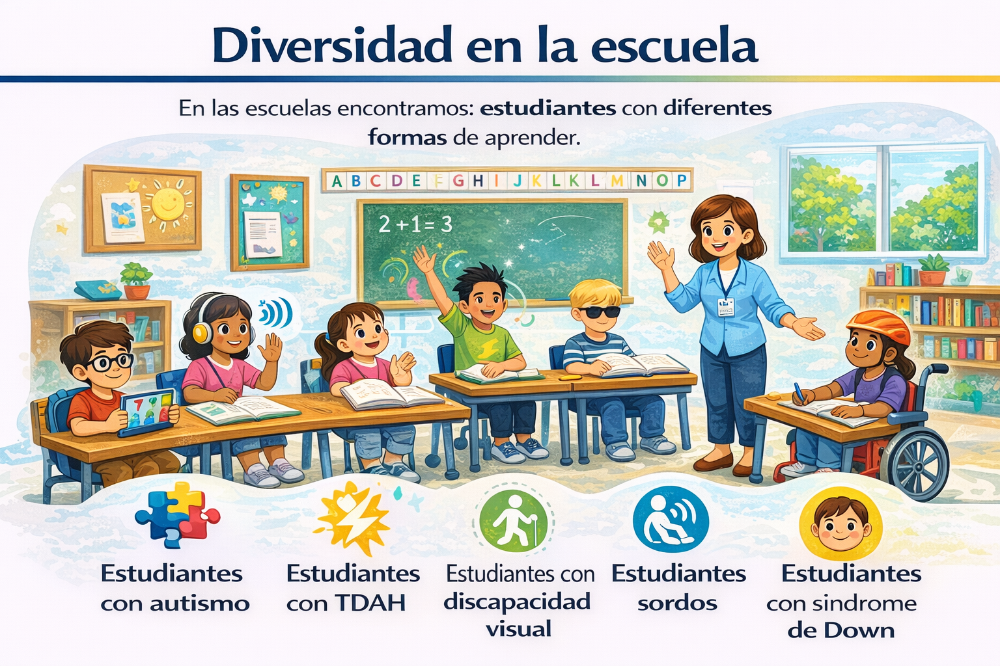 Diversidad en la escuela
En las escuelas encontramos: estudiantes con diferentes
formas de aprender.
A B C D E F G H I J K L K L M N O P
2+1= 3
Estudiantes
con autismo
Estudiantes
con TDAH
Estudiantes con
discapacidad
visual
Estudiantes
sordos
Estudiantes
con sindrome
de Down